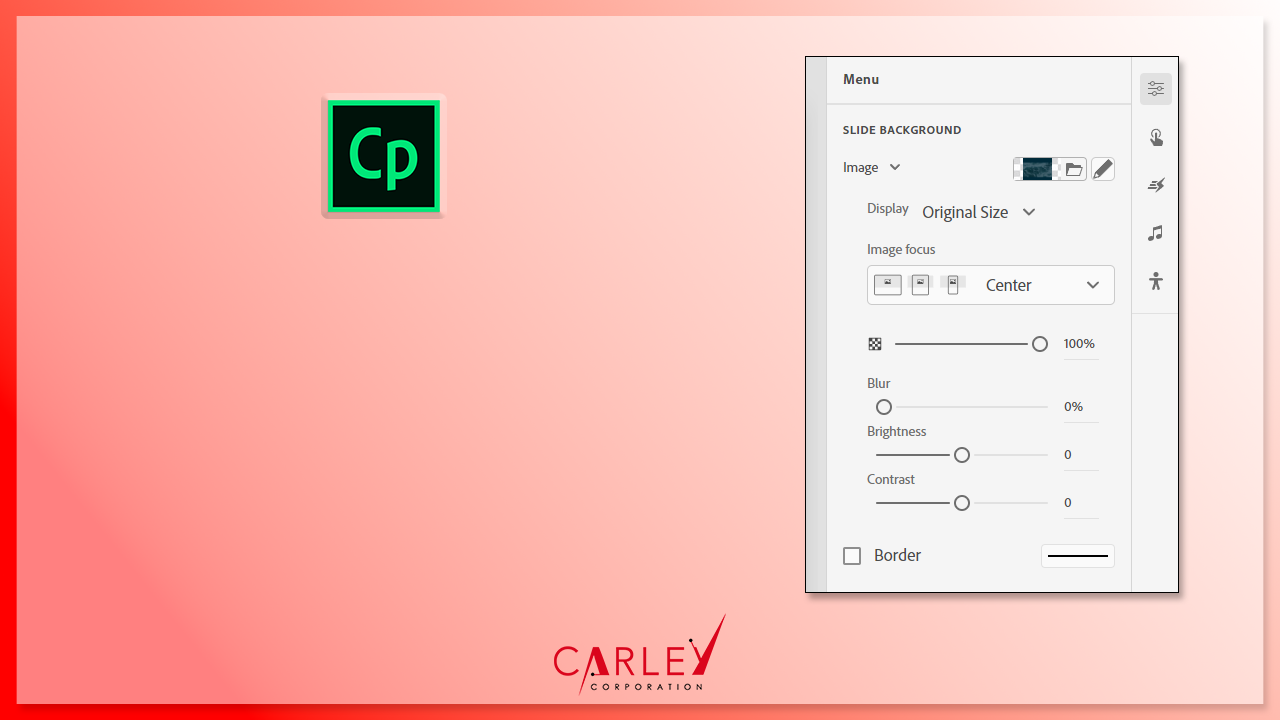 Cp
Menu
SLIDE BACKGROUND
Image
Display Original Size
Image focus
Center
100%
Blur
0%
Brightness
0
Contrast
0
Border
CARLEY
CORPORATION